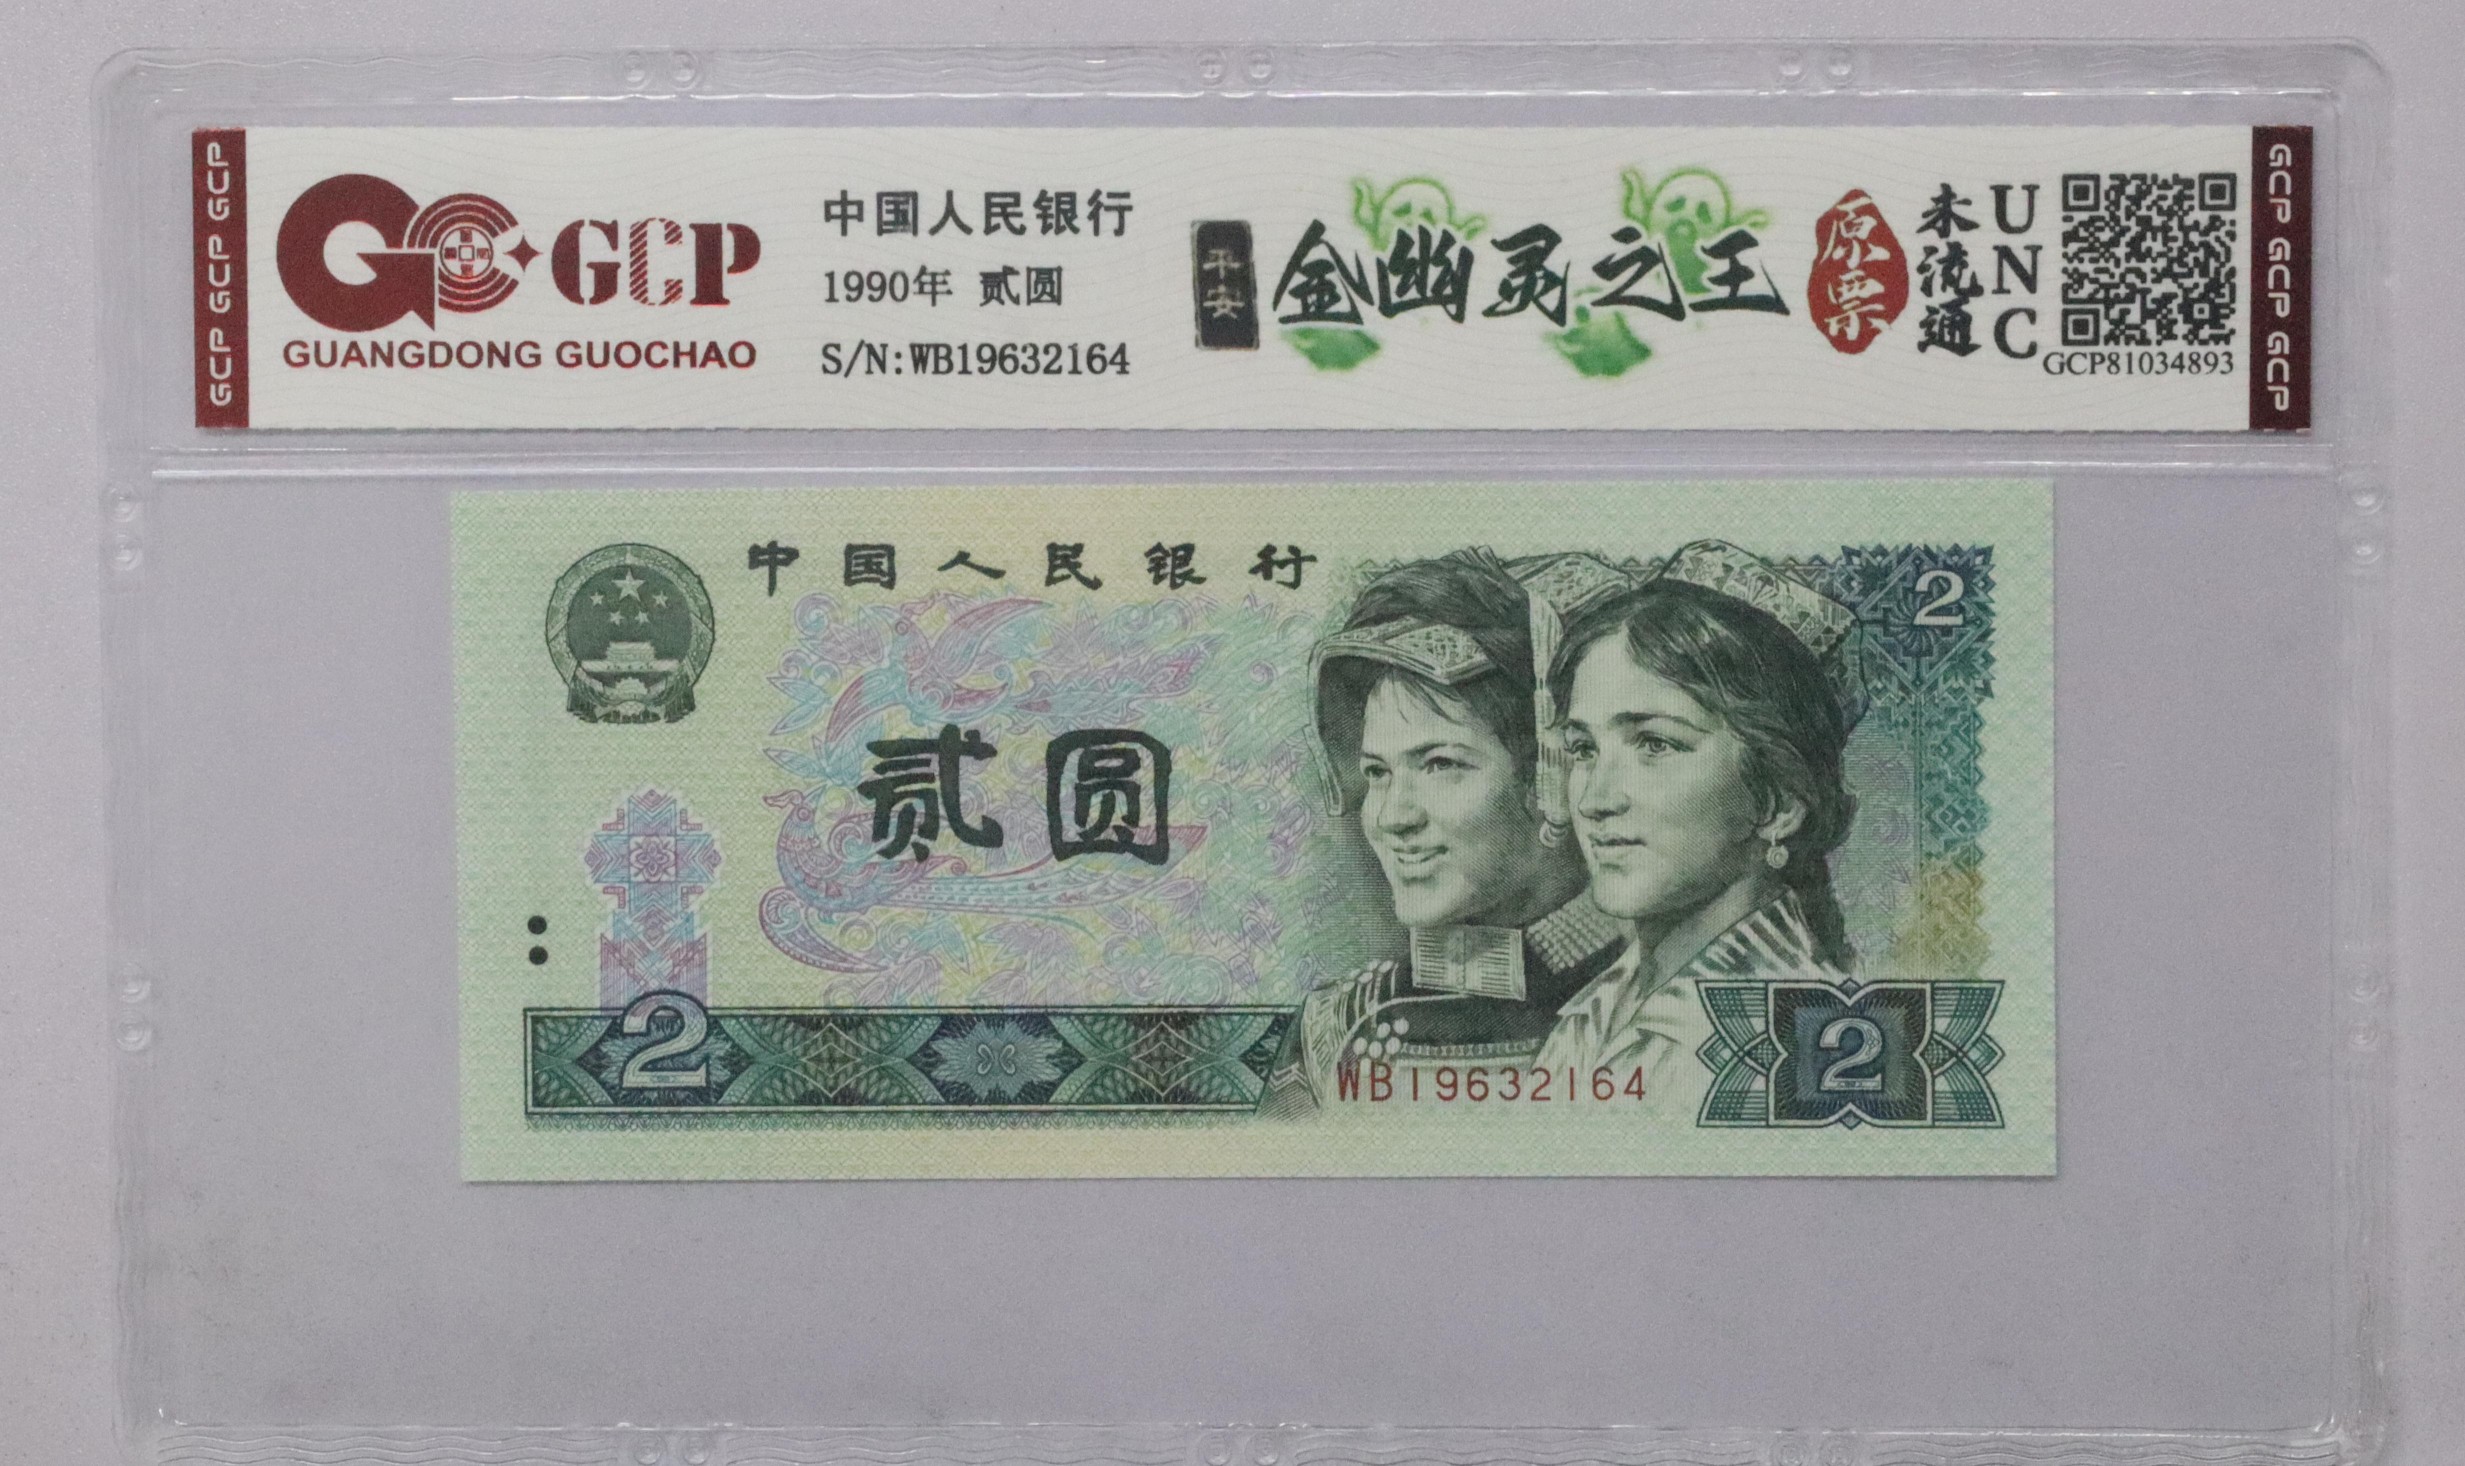 GCP GCP GCP
GCP
GUANGDONG GUOCHAO
中国人民银行
1990年 贰圆
S/N:WB19632164
平安
金幽灵之王
原票
未流通
UNC
GCP81034893
GCP GCP GCP
中国人民银行
2
贰圆
2
WB19632164
2